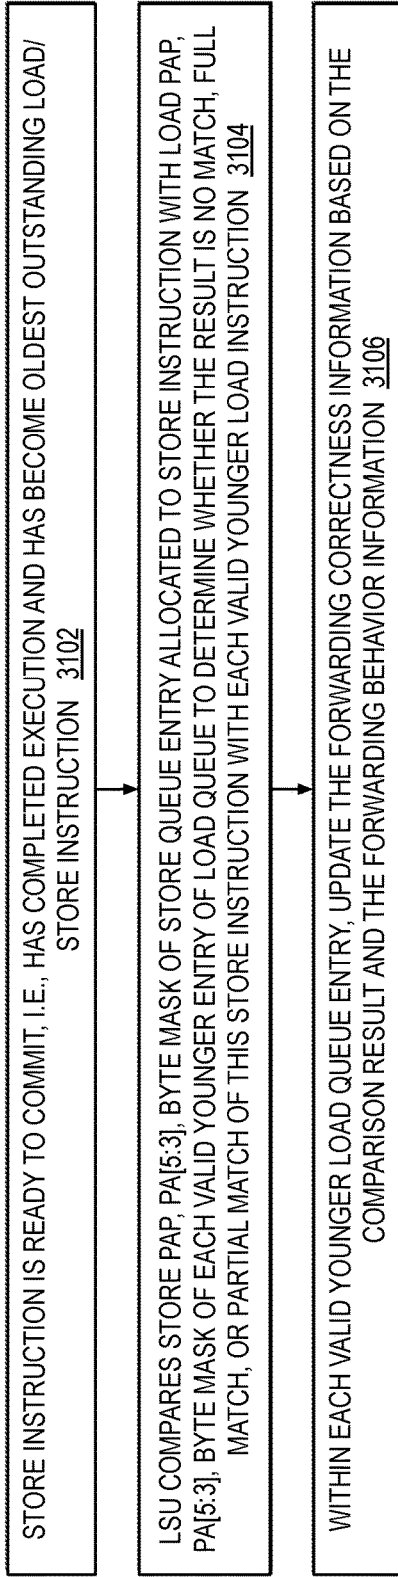 STORE INSTRUCTION IS READY TO COMMIT, I.E., HAS COMPLETED EXECUTION AND HAS BECOME OLDEST OUTSTANDING LOAD/
STORE INSTRUCTION 3102
LSU COMPARES STORE PAP, PA[5:3], BYTE MASK OF STORE QUEUE ENTRY ALLOCATED TO STORE INSTRUCTION WITH LOAD PAP,
PA[5:3], BYTE MASK OF EACH VALID YOUNGER ENTRY OF LOAD QUEUE TO DETERMINE WHETHER THE RESULT IS NO MATCH, FULL
MATCH, OR PARTIAL MATCH OF THIS STORE INSTRUCTION WITH EACH VALID YOUNGER LOAD INSTRUCTION 3104
WITHIN EACH VALID YOUNGER LOAD QUEUE ENTRY, UPDATE THE FORWARDING CORRECTNESS INFORMATION BASED ON THE
COMPARISON RESULT AND THE FORWARDING BEHAVIOR INFORMATION 3106